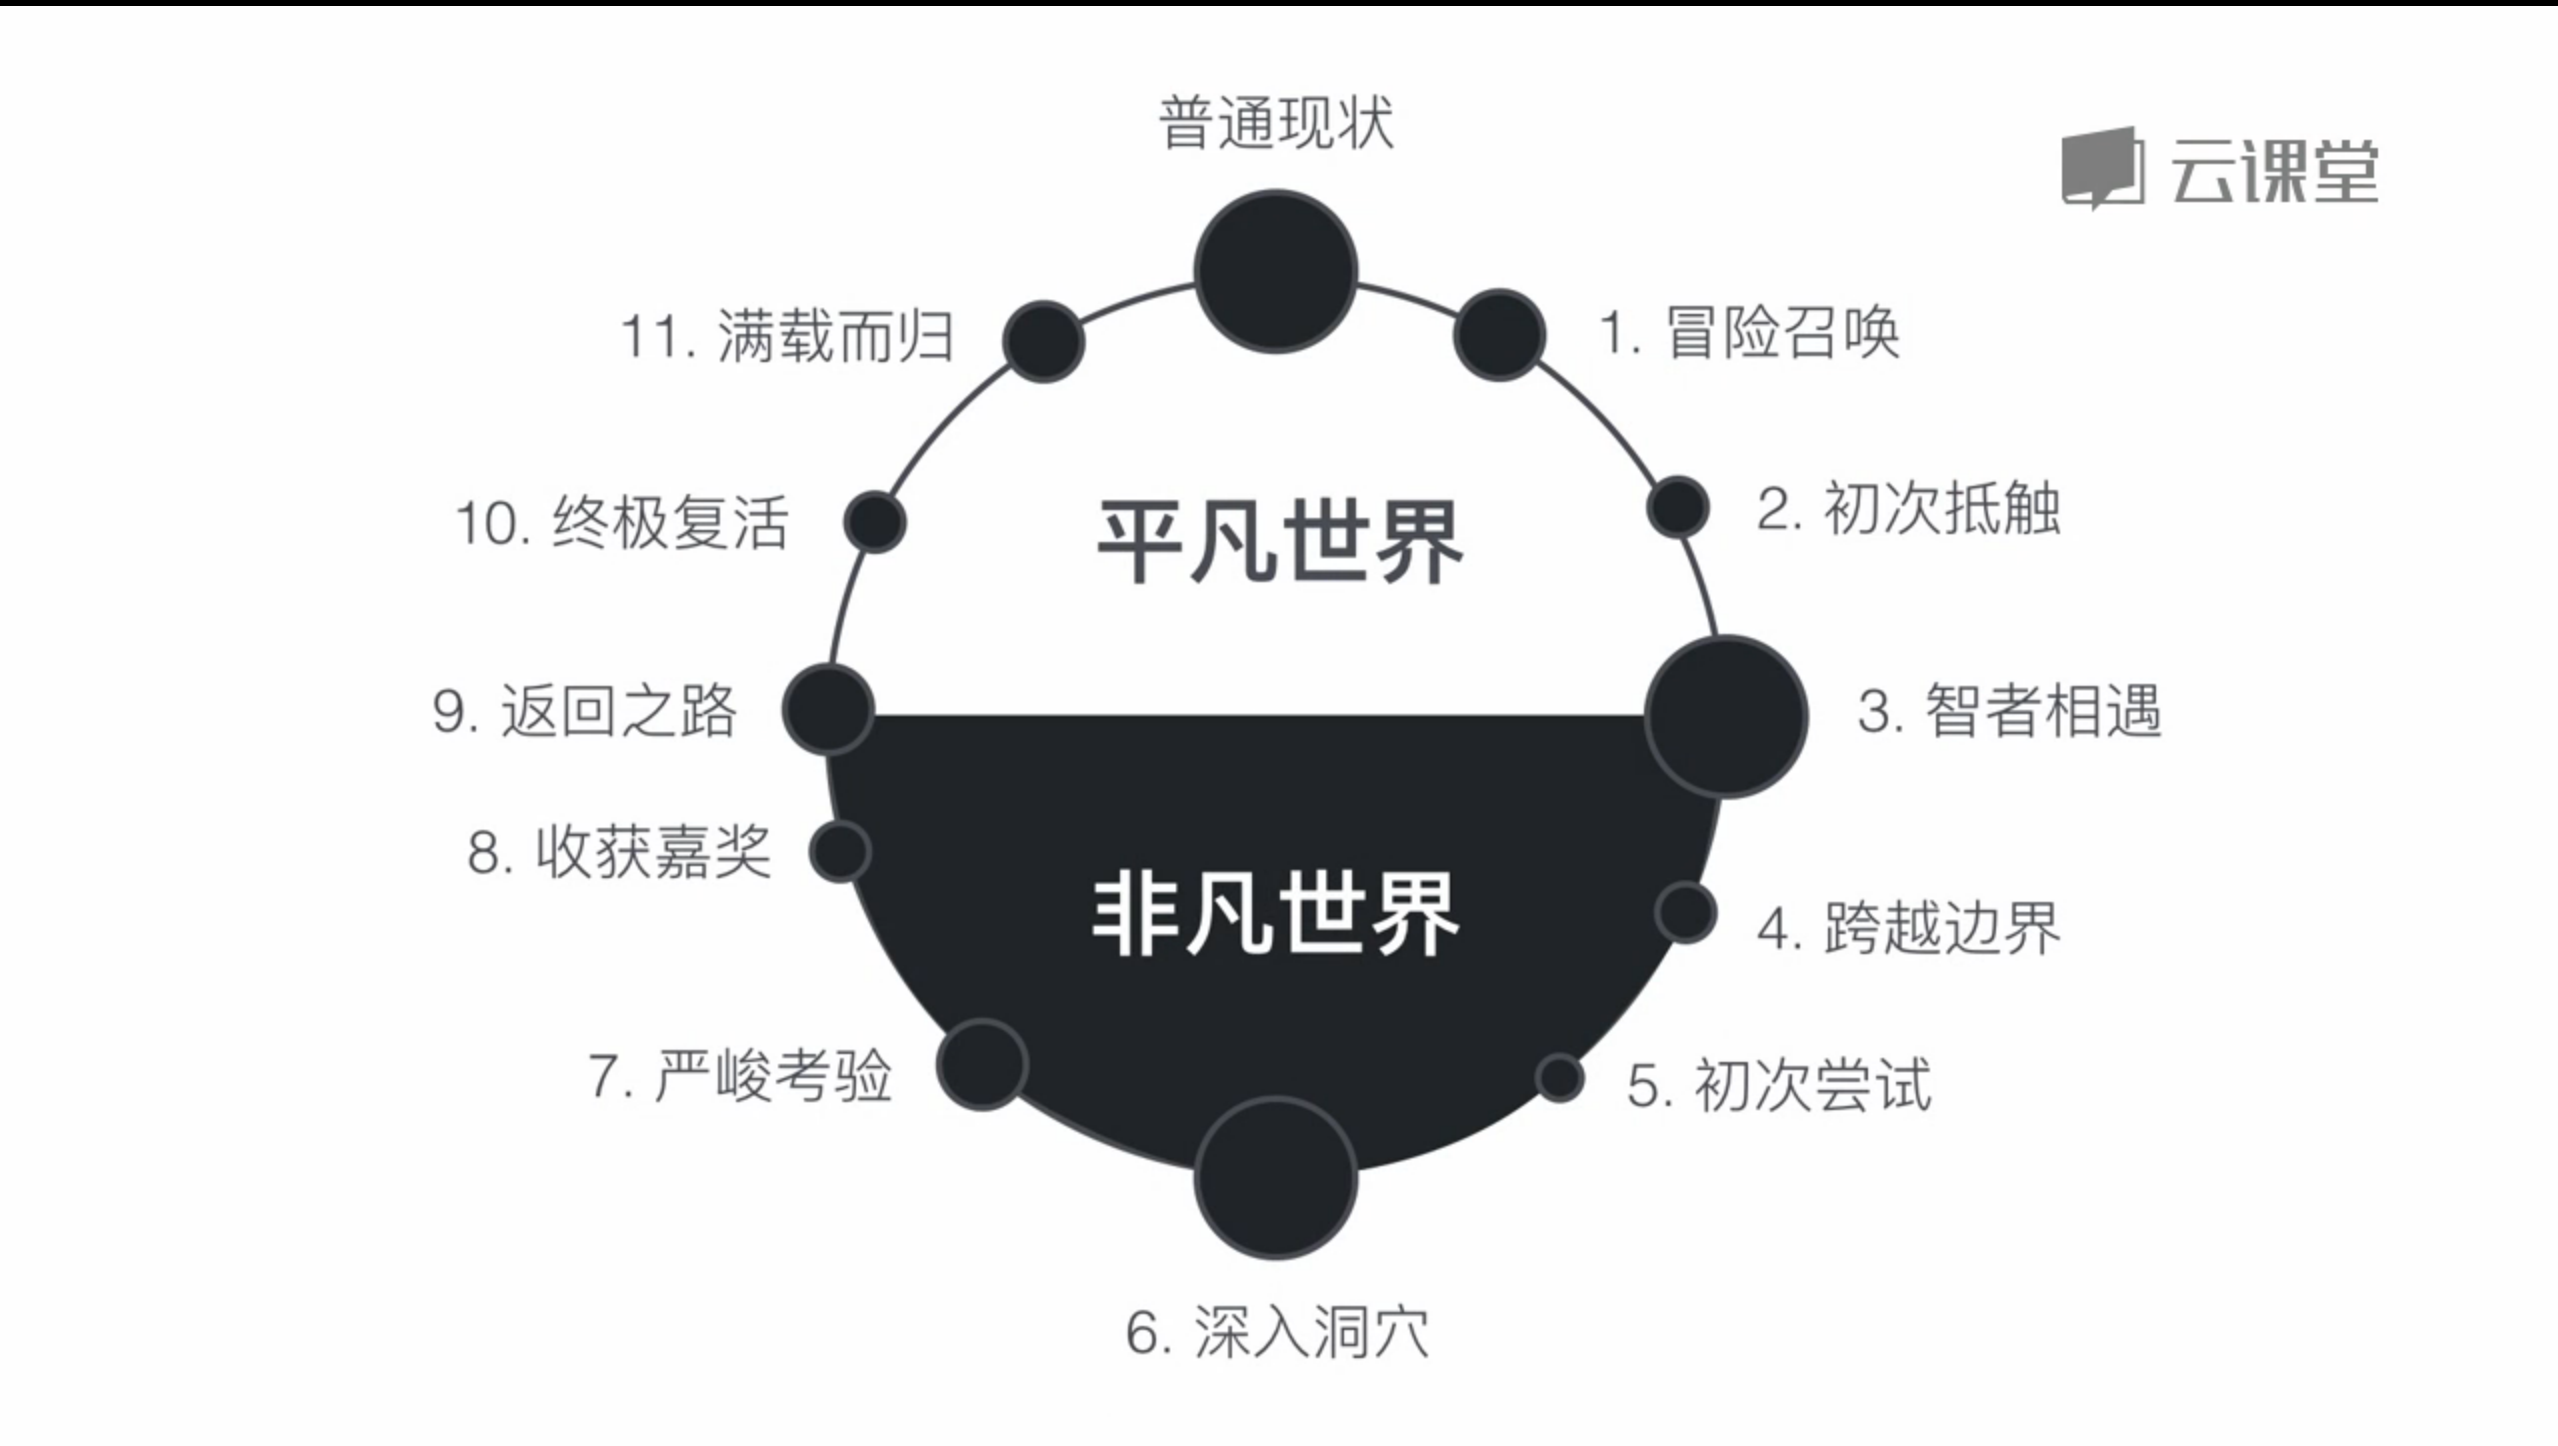 普通现状
云课堂
1. 冒险召唤
2. 初次抵触
3. 智者相遇
4. 跨越边界
5. 初次尝试
6. 深入洞穴
7. 严峻考验
8. 收获嘉奖
9. 返回之路
10. 终极复活
11. 满载而归
平凡世界
非凡世界